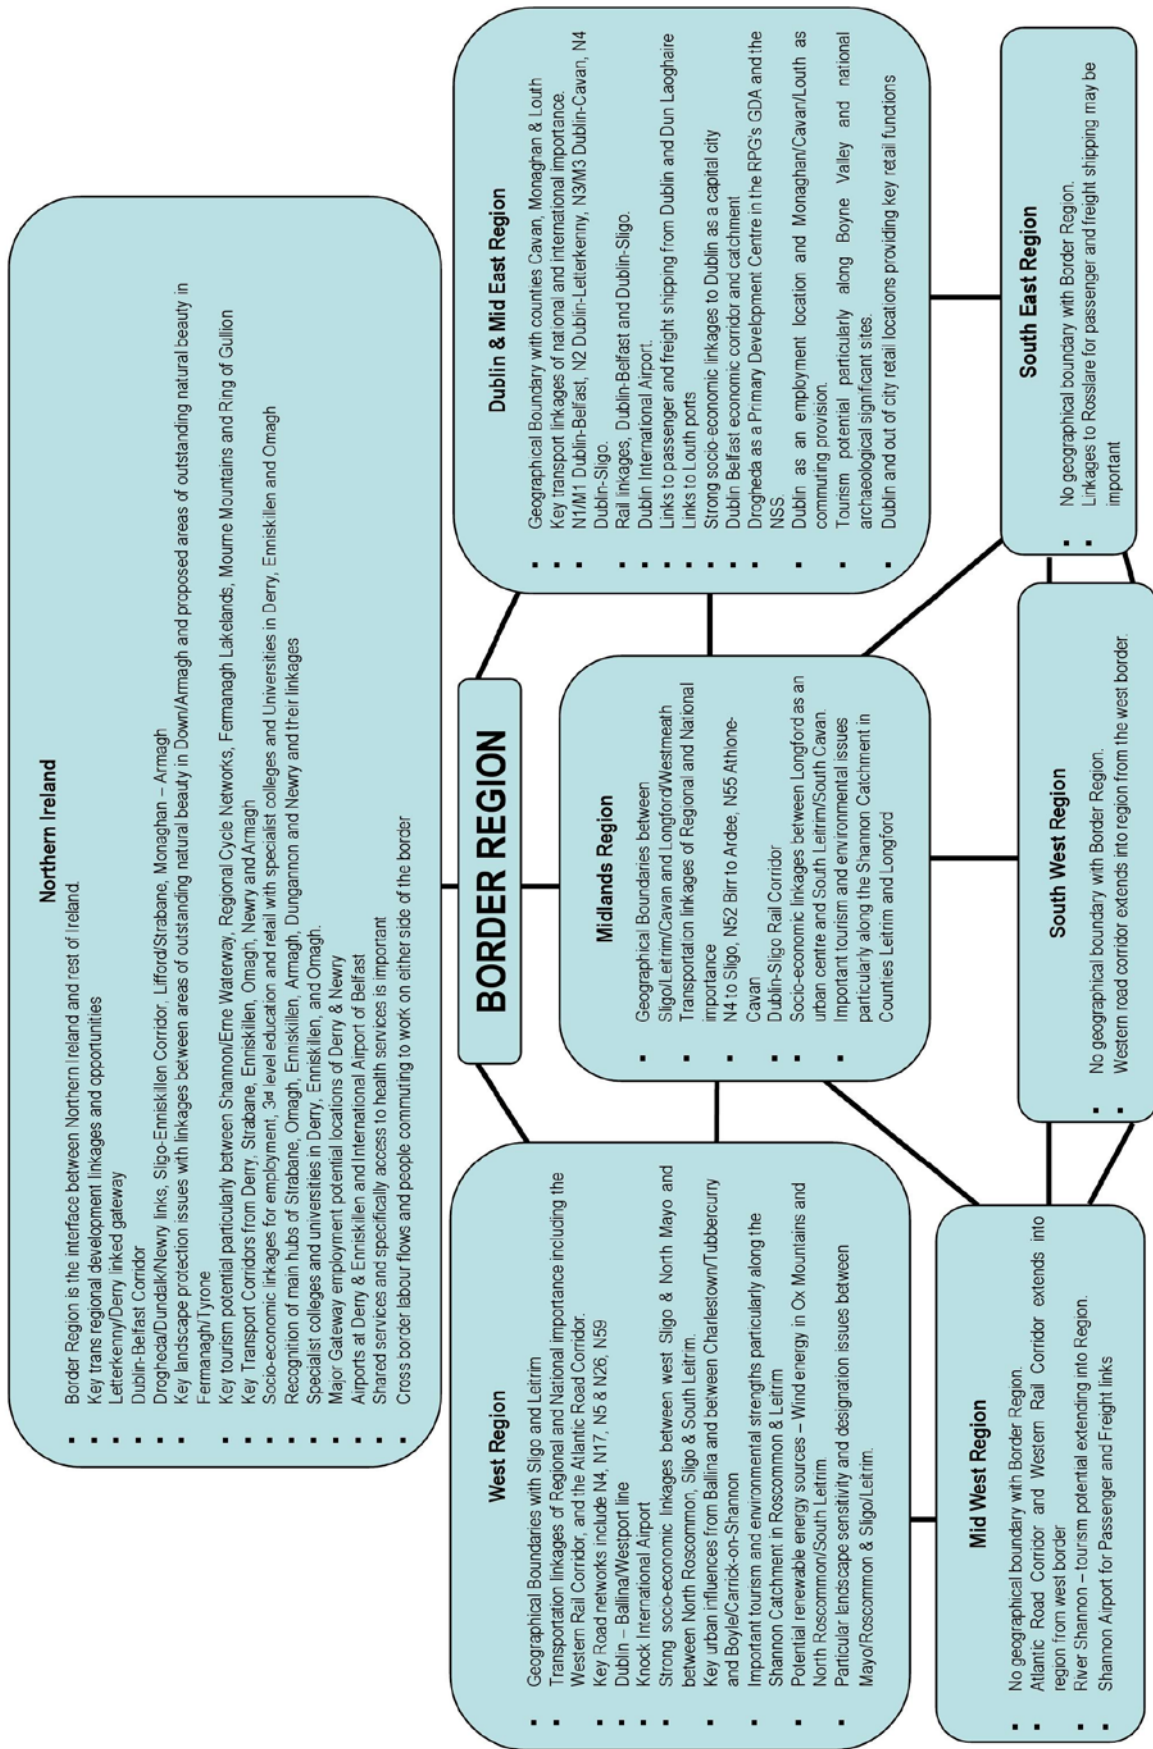 Northern Ireland
▪ Border Region is the interface between Northern Ireland and rest of Ireland.
▪ Key trans regional development linkages and opportunities
▪ Letterkenny/Derry linked gateway
▪ Dublin-Belfast Corridor
▪ Drogheda/Dundalk/Newry links, Sligo-Enniskillen Corridor, Lifford/Strabane, Monaghan – Armagh
▪ Key landscape protection issues with linkages between areas of outstanding natural beauty in Down/Armagh and proposed areas of outstanding natural beauty in
Fermanagh/Tyrone
▪ Key tourism potential particularly between Shannon/Erne Waterway, Regional Cycle Networks, Fermanagh Lakelands, Mourne Mountains and Ring of Gullion
▪ Key Transport Corridors from Derry, Strabane, Enniskillen, Omagh, Newry and Armagh
▪ Socio-economic linkages for employment, 3rd level education and retail with specialist colleges and Universities in Derry, Enniskillen and Omagh
▪ Recognition of main hubs of Strabane, Omagh, Enniskillen, Armagh, Dungannon and Newry and their linkages
▪ Specialist colleges and universities in Derry, Enniskillen, and Omagh.
▪ Major Gateway employment potential locations of Derry & Newry
▪ Airports at Derry & Enniskillen and International Airport of Belfast
▪ Shared services and specifically access to health services is important
▪ Cross border labour flows and people commuting to work on either side of the border
BORDER REGION
West Region
▪ Geographical Boundaries with Sligo and Leitrim
▪ Transportation linkages of Regional and National importance including the
Western Rail Corridor, and the Atlantic Road Corridor.
▪ Key Road networks include N4, N17, N5 & N26, N59
▪ Dublin – Ballina/Westport line
▪ Knock International Airport
▪ Strong socio-economic linkages between west Sligo & North Mayo and
between North Roscommon, Sligo & South Leitrim.
▪ Key urban influences from Ballina and between Charlestown/Tubbercurry
and Boyle/Carrick-on-Shannon
▪ Important tourism and environmental strengths particularly along the
Shannon Catchment in Roscommon & Leitrim
▪ Potential renewable energy sources – Wind energy in Ox Mountains and
North Roscommon/South Leitrim
▪ Particular landscape sensitivity and designation issues between
Mayo/Roscommon & Sligo/Leitrim.
Midlands Region
▪ Geographical Boundaries between
Sligo/Leitrim/Cavan and Longford/Westmeath
▪ Transportation linkages of Regional and National
importance
▪ N4 to Sligo, N52 Birr to Ardee, N55 Athlone-
Cavan
▪ Dublin-Sligo Rail Corridor
▪ Socio-economic linkages between Longford as an
urban centre and South Leitrim/South Cavan.
▪ Important tourism and environmental issues
particularly along the Shannon Catchment in
Counties Leitrim and Longford
Dublin & Mid East Region
▪ Geographical Boundary with counties Cavan, Monaghan & Louth
▪ Key transport linkages of national and international importance.
▪ N1/M1 Dublin-Belfast, N2 Dublin-Letterkenny, N3/M3 Dublin-Cavan, N4
Dublin-Sligo.
▪ Rail linkages, Dublin-Belfast and Dublin-Sligo.
▪ Dublin International Airport.
▪ Links to passenger and freight shipping from Dublin and Dun Laoghaire
▪ Links to Louth ports
▪ Strong socio-economic linkages to Dublin as a capital city
▪ Dublin Belfast economic corridor and catchment
▪ Drogheda as a Primary Development Centre in the RPG's GDA and the
NSS.
▪ Dublin as an employment location and Monaghan/Cavan/Louth as
commuting provision.
▪ Tourism potential particularly along Boyne Valley and national
archaeological significant sites.
▪ Dublin and out of city retail locations providing key retail functions
Mid West Region
▪ No geographical boundary with Border Region.
▪ Atlantic Road Corridor and Western Rail Corridor extends into
region from west border
▪ River Shannon – tourism potential extending into Region.
▪ Shannon Airport for Passenger and Freight links
South West Region
▪ No geographical boundary with Border Region.
▪ Western road corridor extends into region from the west border.
South East Region
▪ No geographical boundary with Border Region.
▪ Linkages to Rosslare for passenger and freight shipping may be
important